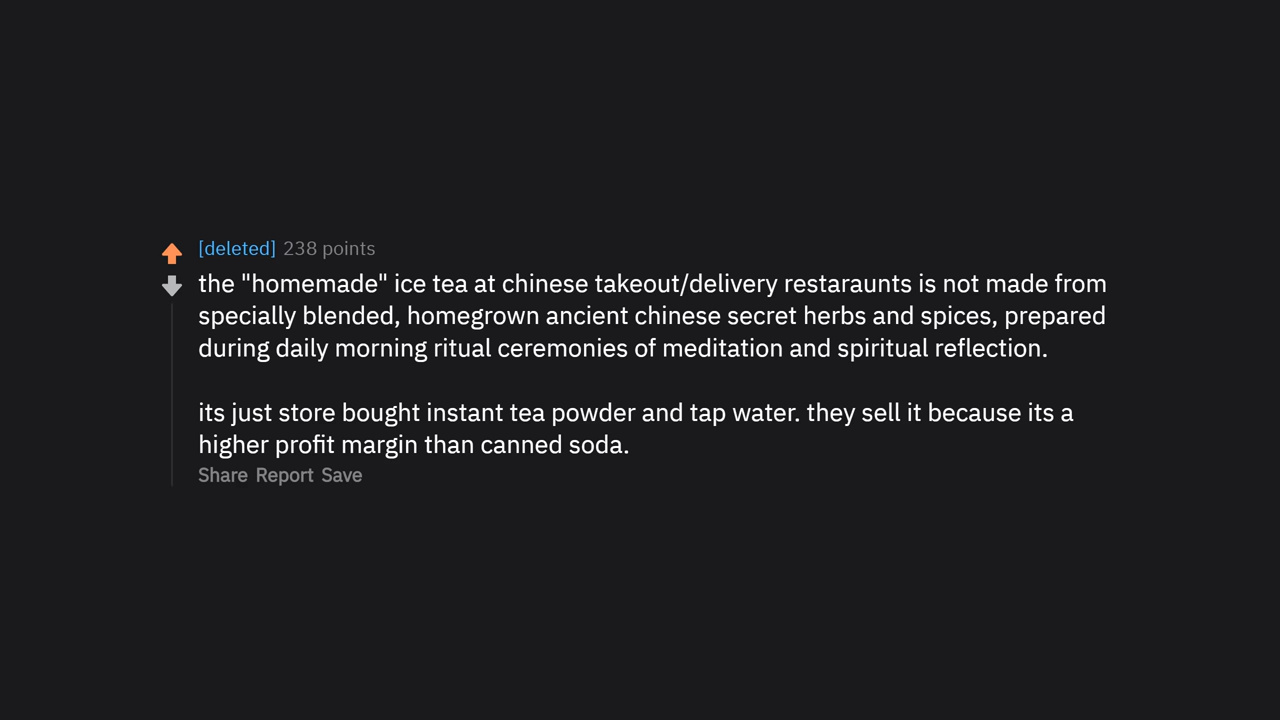 [deleted] 238 points
the "homemade" ice tea at chinese takeout/delivery restaraunts is not made from
specially blended, homegrown ancient chinese secret herbs and spices, prepared
during daily morning ritual ceremonies of meditation and spiritual reflection.
its just store bought instant tea powder and tap water. they sell it because its a
higher profit margin than canned soda.
Share Report Save